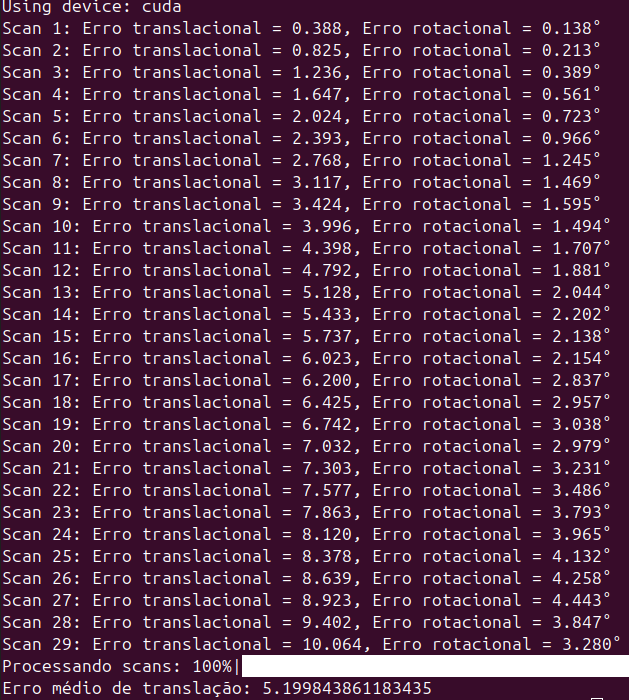 Using device: cuda
Scan 1: Erro translacional = 0.388, Erro rotacional = 0.138°
Scan 2: Erro translacional = 0.825, Erro rotacional = 0.213°
Scan 3: Erro translacional = 1.236, Erro rotacional = 0.389°
Scan 4: Erro translacional = 1.647, Erro rotacional = 0.561°
Scan 5: Erro translacional = 2.024, Erro rotacional = 0.723°
Scan 6: Erro translacional = 2.393, Erro rotacional = 0.966°
Scan 7: Erro translacional = 2.768, Erro rotacional = 1.245°
Scan 8: Erro translacional = 3.117, Erro rotacional = 1.469°
Scan 9: Erro translacional = 3.424, Erro rotacional = 1.595°
Scan 10: Erro translacional = 3.996, Erro rotacional = 1.494°
Scan 11: Erro translacional = 4.398, Erro rotacional = 1.707°
Scan 12: Erro translacional = 4.792, Erro rotacional = 1.881°
Scan 13: Erro translacional = 5.128, Erro rotacional = 2.044°
Scan 14: Erro translacional = 5.433, Erro rotacional = 2.202°
Scan 15: Erro translacional = 5.737, Erro rotacional = 2.138°
Scan 16: Erro translacional = 6.023, Erro rotacional = 2.154°
Scan 17: Erro translacional = 6.200, Erro rotacional = 2.837°
Scan 18: Erro translacional = 6.425, Erro rotacional = 2.957°
Scan 19: Erro translacional = 6.742, Erro rotacional = 3.038°
Scan 20: Erro translacional = 7.032, Erro rotacional = 2.979°
Scan 21: Erro translacional = 7.303, Erro rotacional = 3.231°
Scan 22: Erro translacional = 7.577, Erro rotacional = 3.486°
Scan 23: Erro translacional = 7.863, Erro rotacional = 3.793°
Scan 24: Erro translacional = 8.120, Erro rotacional = 3.965°
Scan 25: Erro translacional = 8.378, Erro rotacional = 4.132°
Scan 26: Erro translacional = 8.639, Erro rotacional = 4.258°
Scan 27: Erro translacional = 8.923, Erro rotacional = 4.443°
Scan 28: Erro translacional = 9.402, Erro rotacional = 3.847°
Scan 29: Erro translacional = 10.064, Erro rotacional = 3.280°
Processando scans: 100%|
Erro médio de translação: 5.199843861183435